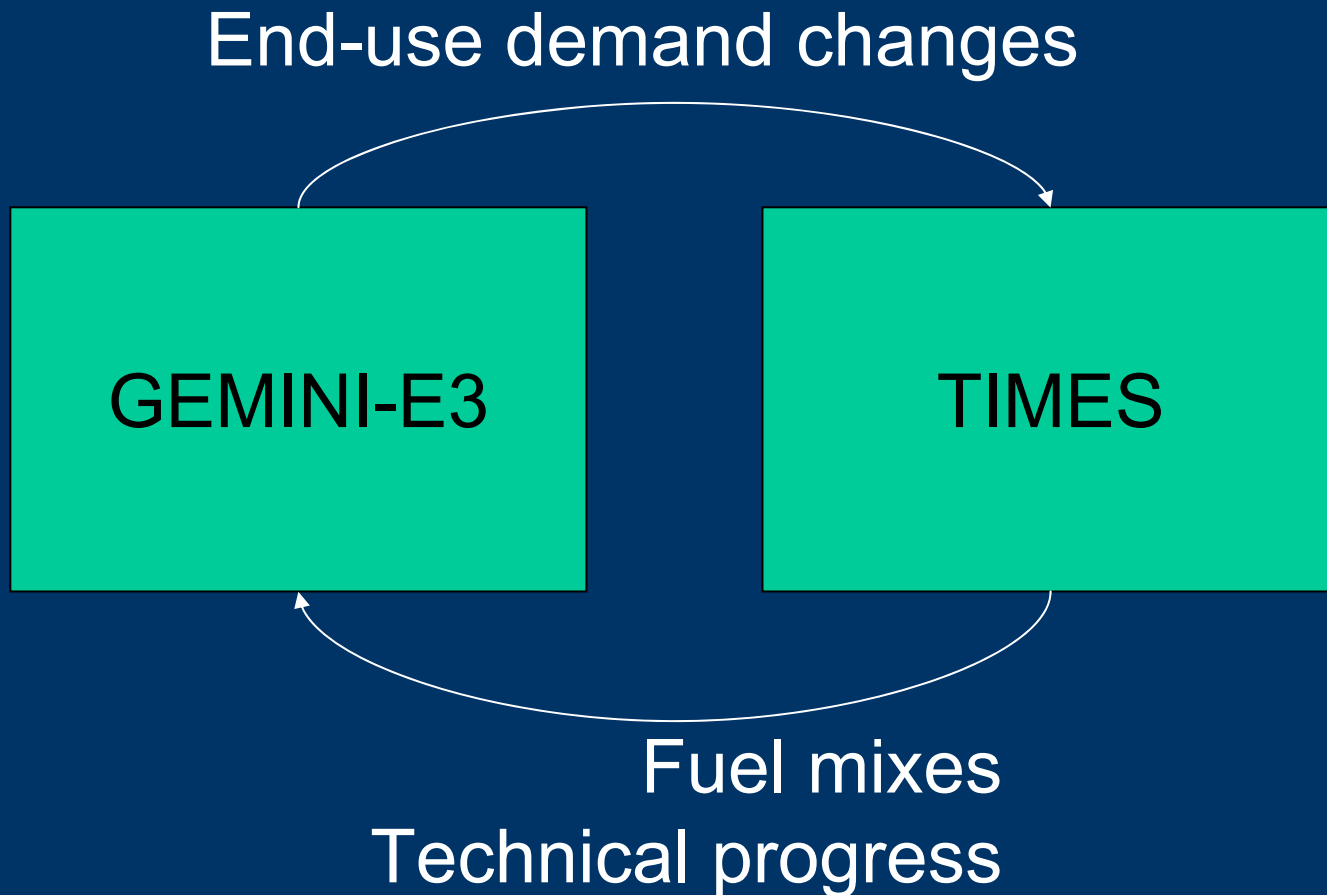 End-use demand changes
GEMINI-E3
TIMES
Fuel mixes
Technical progress